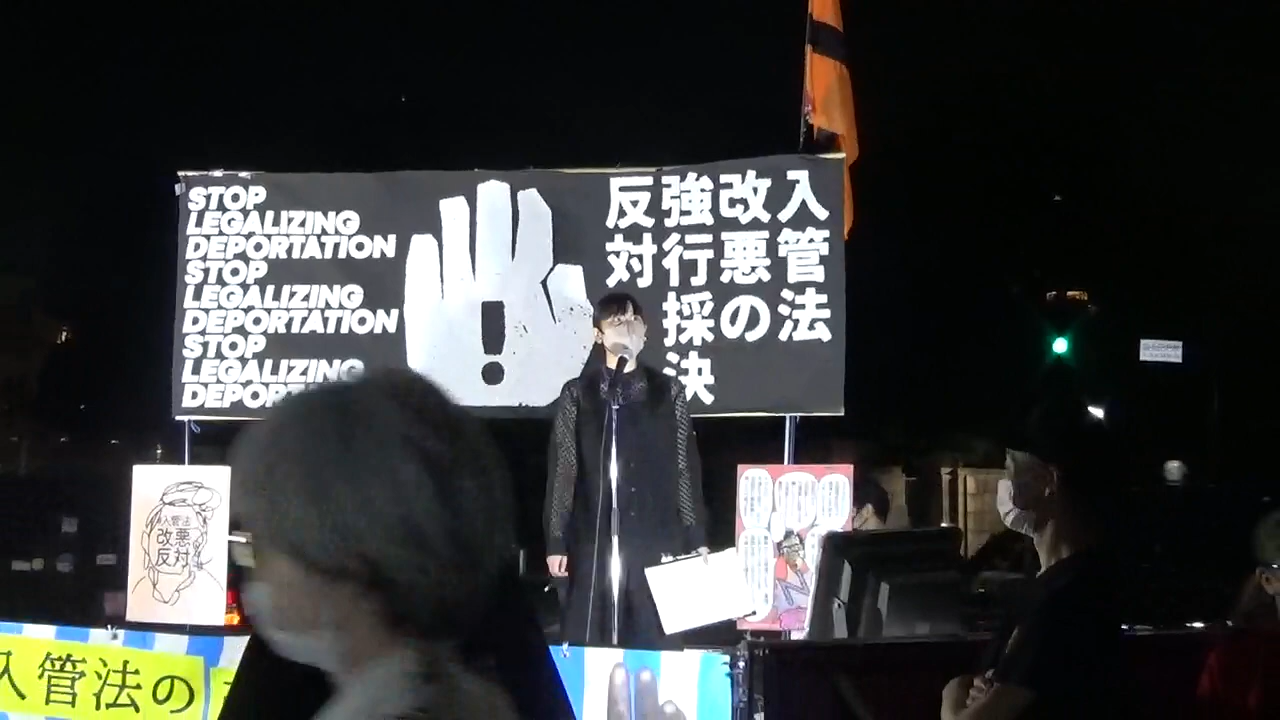 STOP
LEGALIZING
DEPORTATION
STOP
LEGALIZING
DEPORTATION
STOP
LEGALIZING
DEPOR
入管法
改悪の
強行採決
反対
#入管法
改悪
反対
入管法の